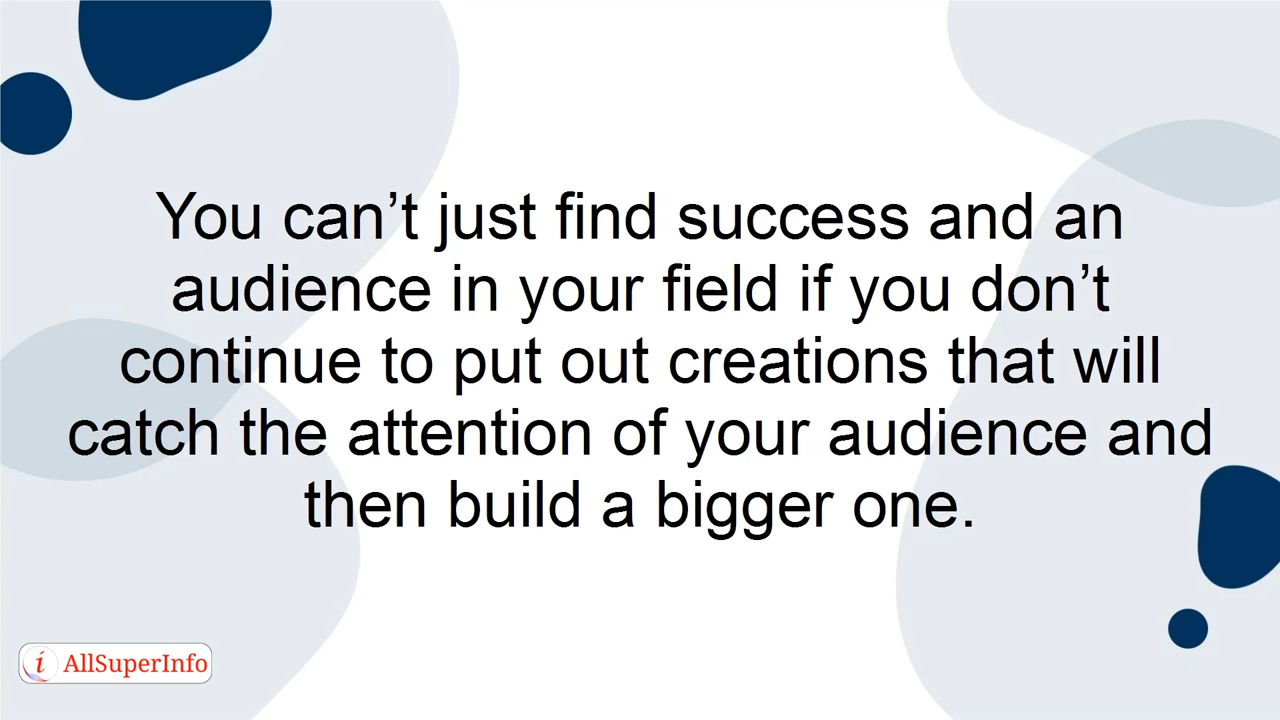 You can’t just find success and an
audience in your field if you don’t
continue to put out creations that will
catch the attention of your audience and
then build a bigger one.
i AllSuperInfo